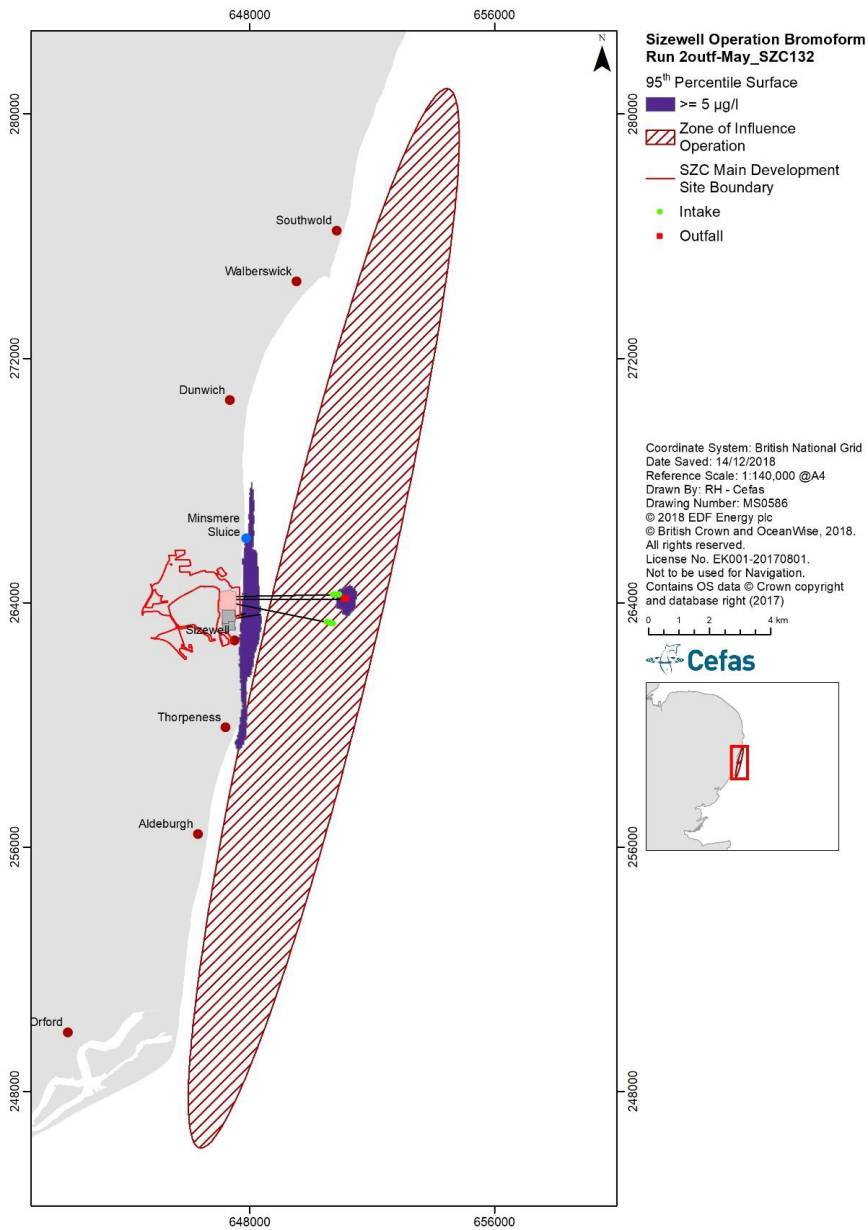 648000
656000
N
280000
280000
Southwold
Walberswick
272000
272000
Dunwich
Minsmere
Sluice
264000
264000
Sizewell
Thorpeness
Aldeburgh
256000
256000
Orford
248000
248000
648000
656000
Sizewell Operation Bromoform
Run 2outf-May_SZC132
95th Percentile Surface
>= 5 µg/l
Zone of Influence
Operation
SZC Main Development
Site Boundary
Intake
Outfall
Coordinate System: British National Grid
Date Saved: 14/12/2018
Reference Scale: 1:140,000 @A4
Drawn By: RH - Cefas
Drawing Number: MS0586
© 2018 EDF Energy plc
© British Crown and OceanWise, 2018.
All rights reserved.
License No. EK001-20170801.
Not to be used for Navigation.
Contains OS data © Crown copyright
and database right (2017)
0 1 2 4 km
Cefas